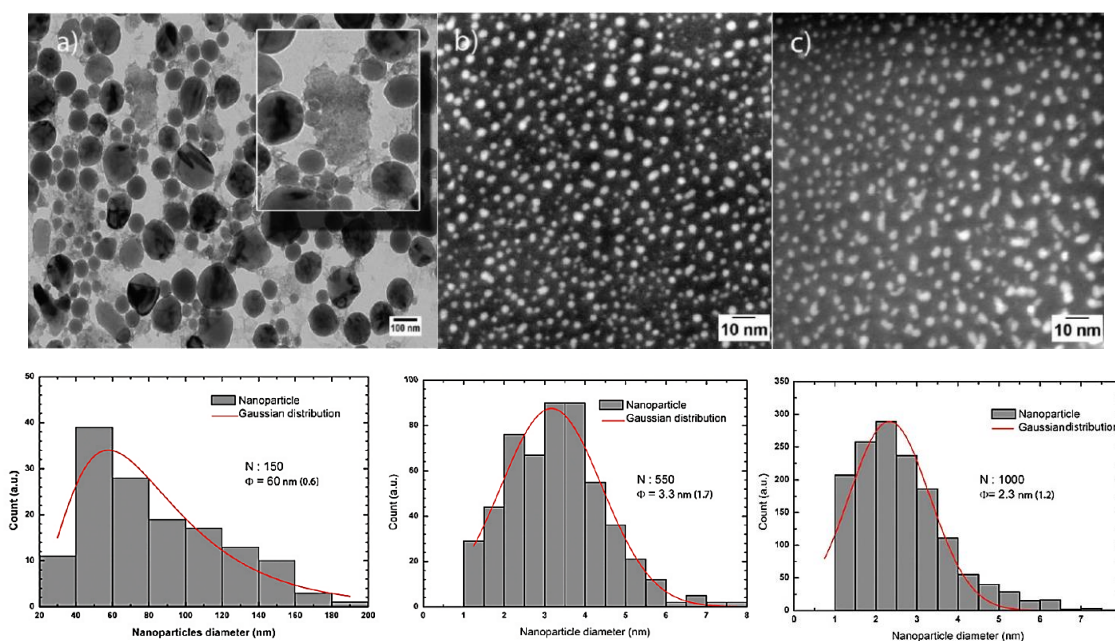 a)
b)
c)
100 nm
10 nm
10 nm
50
40
30
20
10
0
Count (a.u.)
Nanoparticle
Gaussian distribution
N : 150
Φ = 60 nm (0.6)
20 40 60 80 100 120 140 160 180 200
Nanoparticles diameter (nm)
100
80
60
40
20
0
Count (a.u.)
Nanoparticle
Gaussian distribution
N : 550
Φ = 3.3 nm (1.7)
0 1 2 3 4 5 6 7 8
Nanoparticle diameter (nm)
350
300
250
200
150
100
50
0
Count (a.u.)
Nanoparticle
Gaussiandistribution
N : 1000
Φ= 2.3 nm (1.2)
0 1 2 3 4 5 6 7
Nanoparticle diameter (nm)